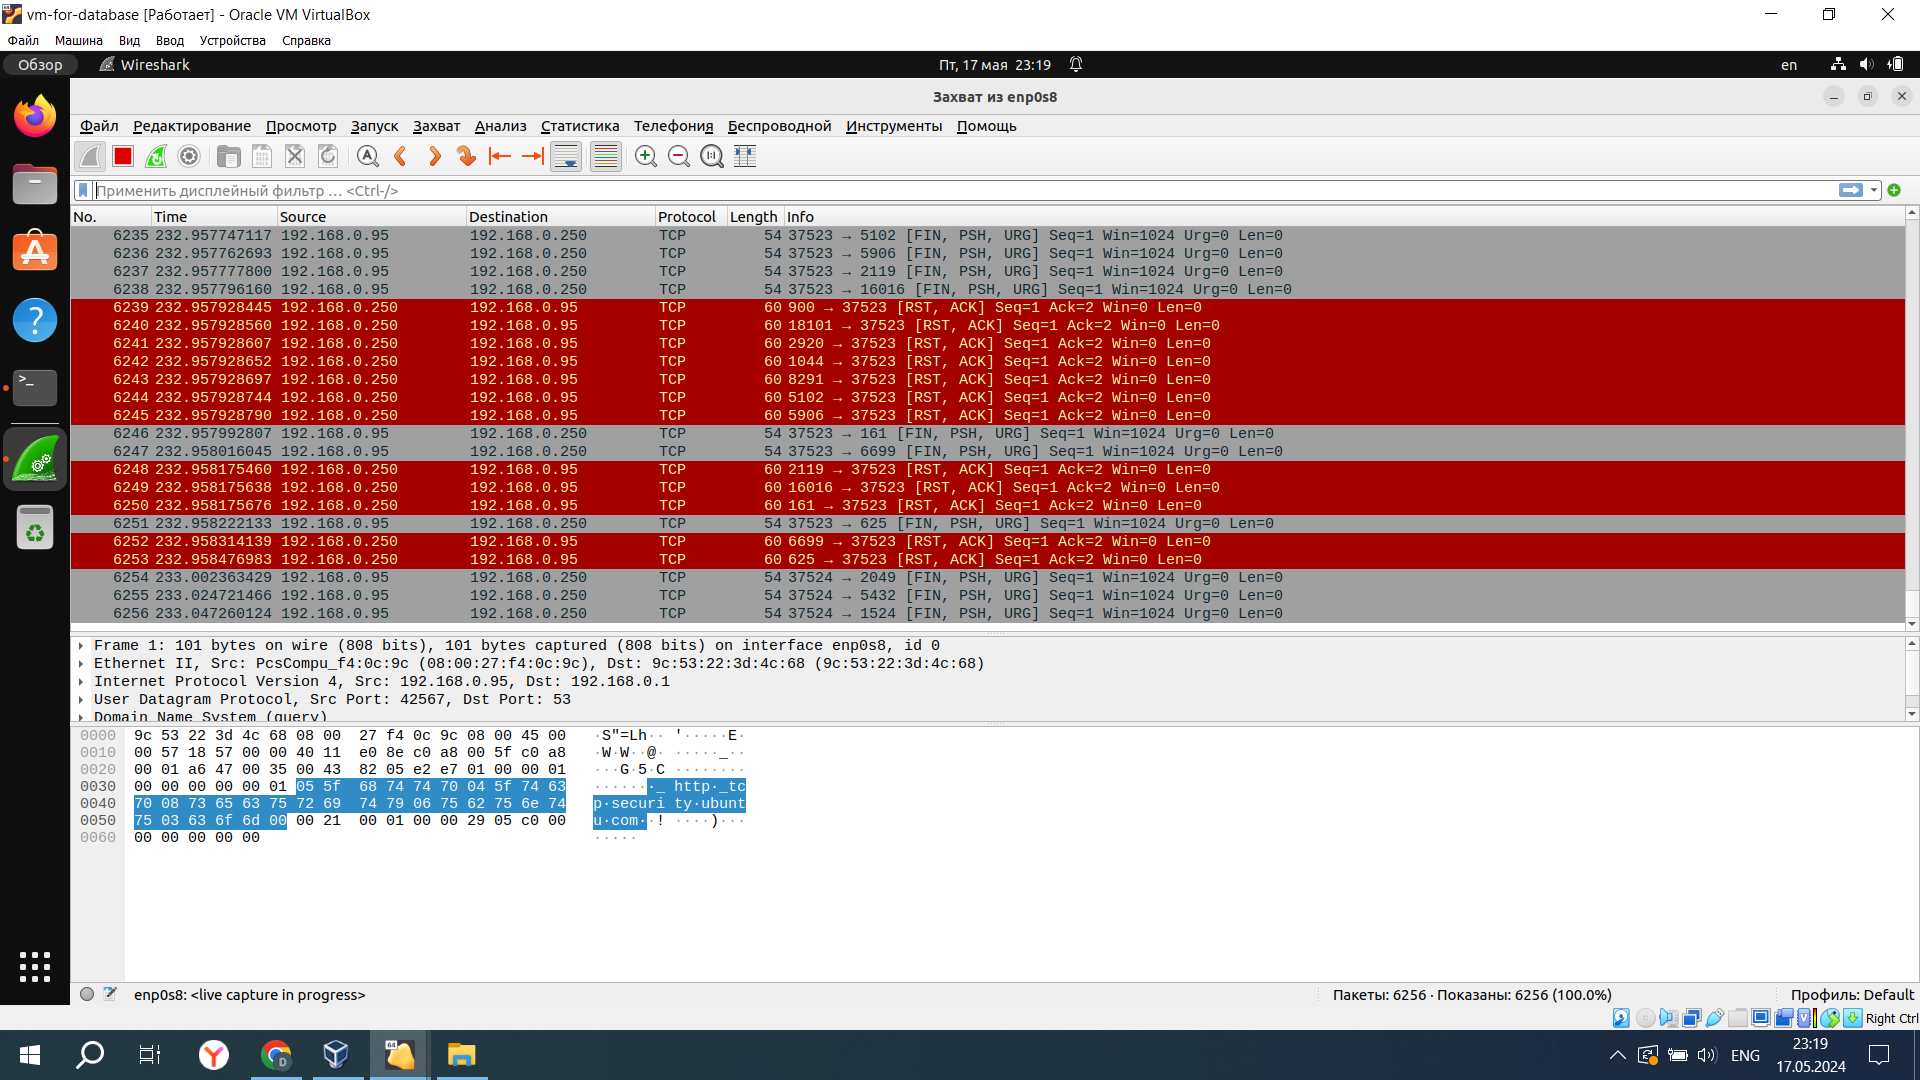 vm-for-database [Работает] - Oracle VM VirtualBox
Файл Машина Вид Ввод Устройства Справка
Обзор Wireshark Пт, 17 мая 23:19 en
Захват из enp0s8
Файл Редактирование Просмотр Запуск Захват Анализ Статистика Телефония Беспроводной Инструменты Помощь
Применить дисплейный фильтр … <Ctrl-/>
No. Time Source Destination Protocol Length Info
6235 232.957747117 192.168.0.95 192.168.0.250 TCP 54 37523 → 5102 [FIN, PSH, URG] Seq=1 Win=1024 Urg=0 Len=0
6236 232.957762693 192.168.0.95 192.168.0.250 TCP 54 37523 → 5906 [FIN, PSH, URG] Seq=1 Win=1024 Urg=0 Len=0
6237 232.957777800 192.168.0.95 192.168.0.250 TCP 54 37523 → 2119 [FIN, PSH, URG] Seq=1 Win=1024 Urg=0 Len=0
6238 232.957796160 192.168.0.95 192.168.0.250 TCP 54 37523 → 16016 [FIN, PSH, URG] Seq=1 Win=1024 Urg=0 Len=0
6239 232.957928445 192.168.0.250 192.168.0.95 TCP 60 900 → 37523 [RST, ACK] Seq=1 Ack=2 Win=0 Len=0
6240 232.957928560 192.168.0.250 192.168.0.95 TCP 60 18101 → 37523 [RST, ACK] Seq=1 Ack=2 Win=0 Len=0
6241 232.957928607 192.168.0.250 192.168.0.95 TCP 60 2920 → 37523 [RST, ACK] Seq=1 Ack=2 Win=0 Len=0
6242 232.957928652 192.168.0.250 192.168.0.95 TCP 60 1044 → 37523 [RST, ACK] Seq=1 Ack=2 Win=0 Len=0
6243 232.957928697 192.168.0.250 192.168.0.95 TCP 60 8291 → 37523 [RST, ACK] Seq=1 Ack=2 Win=0 Len=0
6244 232.957928744 192.168.0.250 192.168.0.95 TCP 60 5102 → 37523 [RST, ACK] Seq=1 Ack=2 Win=0 Len=0
6245 232.957928790 192.168.0.250 192.168.0.95 TCP 60 5906 → 37523 [RST, ACK] Seq=1 Ack=2 Win=0 Len=0
6246 232.957992807 192.168.0.95 192.168.0.250 TCP 54 37523 → 161 [FIN, PSH, URG] Seq=1 Win=1024 Urg=0 Len=0
6247 232.958016045 192.168.0.95 192.168.0.250 TCP 54 37523 → 6699 [FIN, PSH, URG] Seq=1 Win=1024 Urg=0 Len=0
6248 232.958175460 192.168.0.250 192.168.0.95 TCP 60 2119 → 37523 [RST, ACK] Seq=1 Ack=2 Win=0 Len=0
6249 232.958175638 192.168.0.250 192.168.0.95 TCP 60 16016 → 37523 [RST, ACK] Seq=1 Ack=2 Win=0 Len=0
6250 232.958175676 192.168.0.250 192.168.0.95 TCP 60 161 → 37523 [RST, ACK] Seq=1 Ack=2 Win=0 Len=0
6251 232.958222133 192.168.0.95 192.168.0.250 TCP 54 37523 → 625 [FIN, PSH, URG] Seq=1 Win=1024 Urg=0 Len=0
6252 232.958314139 192.168.0.250 192.168.0.95 TCP 60 6699 → 37523 [RST, ACK] Seq=1 Ack=2 Win=0 Len=0
6253 232.958476983 192.168.0.250 192.168.0.95 TCP 60 625 → 37523 [RST, ACK] Seq=1 Ack=2 Win=0 Len=0
6254 233.002363429 192.168.0.95 192.168.0.250 TCP 54 37524 → 2049 [FIN, PSH, URG] Seq=1 Win=1024 Urg=0 Len=0
6255 233.024721466 192.168.0.95 192.168.0.250 TCP 54 37524 → 5432 [FIN, PSH, URG] Seq=1 Win=1024 Urg=0 Len=0
6256 233.047260124 192.168.0.95 192.168.0.250 TCP 54 37524 → 1524 [FIN, PSH, URG] Seq=1 Win=1024 Urg=0 Len=0
Frame 1: 101 bytes on wire (808 bits), 101 bytes captured (808 bits) on interface enp0s8, id 0
Ethernet II, Src: PcsCompu_f4:0c:9c (08:00:27:f4:0c:9c), Dst: 9c:53:22:3d:4c:68 (9c:53:22:3d:4c:68)
Internet Protocol Version 4, Src: 192.168.0.95, Dst: 192.168.0.1
User Datagram Protocol, Src Port: 42567, Dst Port: 53
Domain Name System (query)
0000 9c 53 22 3d 4c 68 08 00 27 f4 0c 9c 08 00 45 00 ·S"=Lh·· '·····E·
0010 00 57 18 57 00 00 40 11 e0 8e c0 a8 00 5f c0 a8 ·W·W··@· ·····_··
0020 00 01 a6 47 00 35 00 43 82 05 e2 e7 01 00 00 01 ···G·5·C ········
0030 00 00 00 00 00 01 05 5f 68 74 74 70 04 5f 74 63 ·······_ http·_tc
0040 70 08 73 65 63 75 72 69 74 79 06 75 62 75 6e 74 p·securi ty·ubunt
0050 75 03 63 6f 6d 00 00 21 00 01 00 00 29 05 c0 00 u·com··! ····)···
0060 00 00 00 00 00 ·····
enp0s8: <live capture in progress> Пакеты: 6256 · Показаны: 6256 (100.0%) Профиль: Default
Right Ctrl
ENG 23:19
17.05.2024